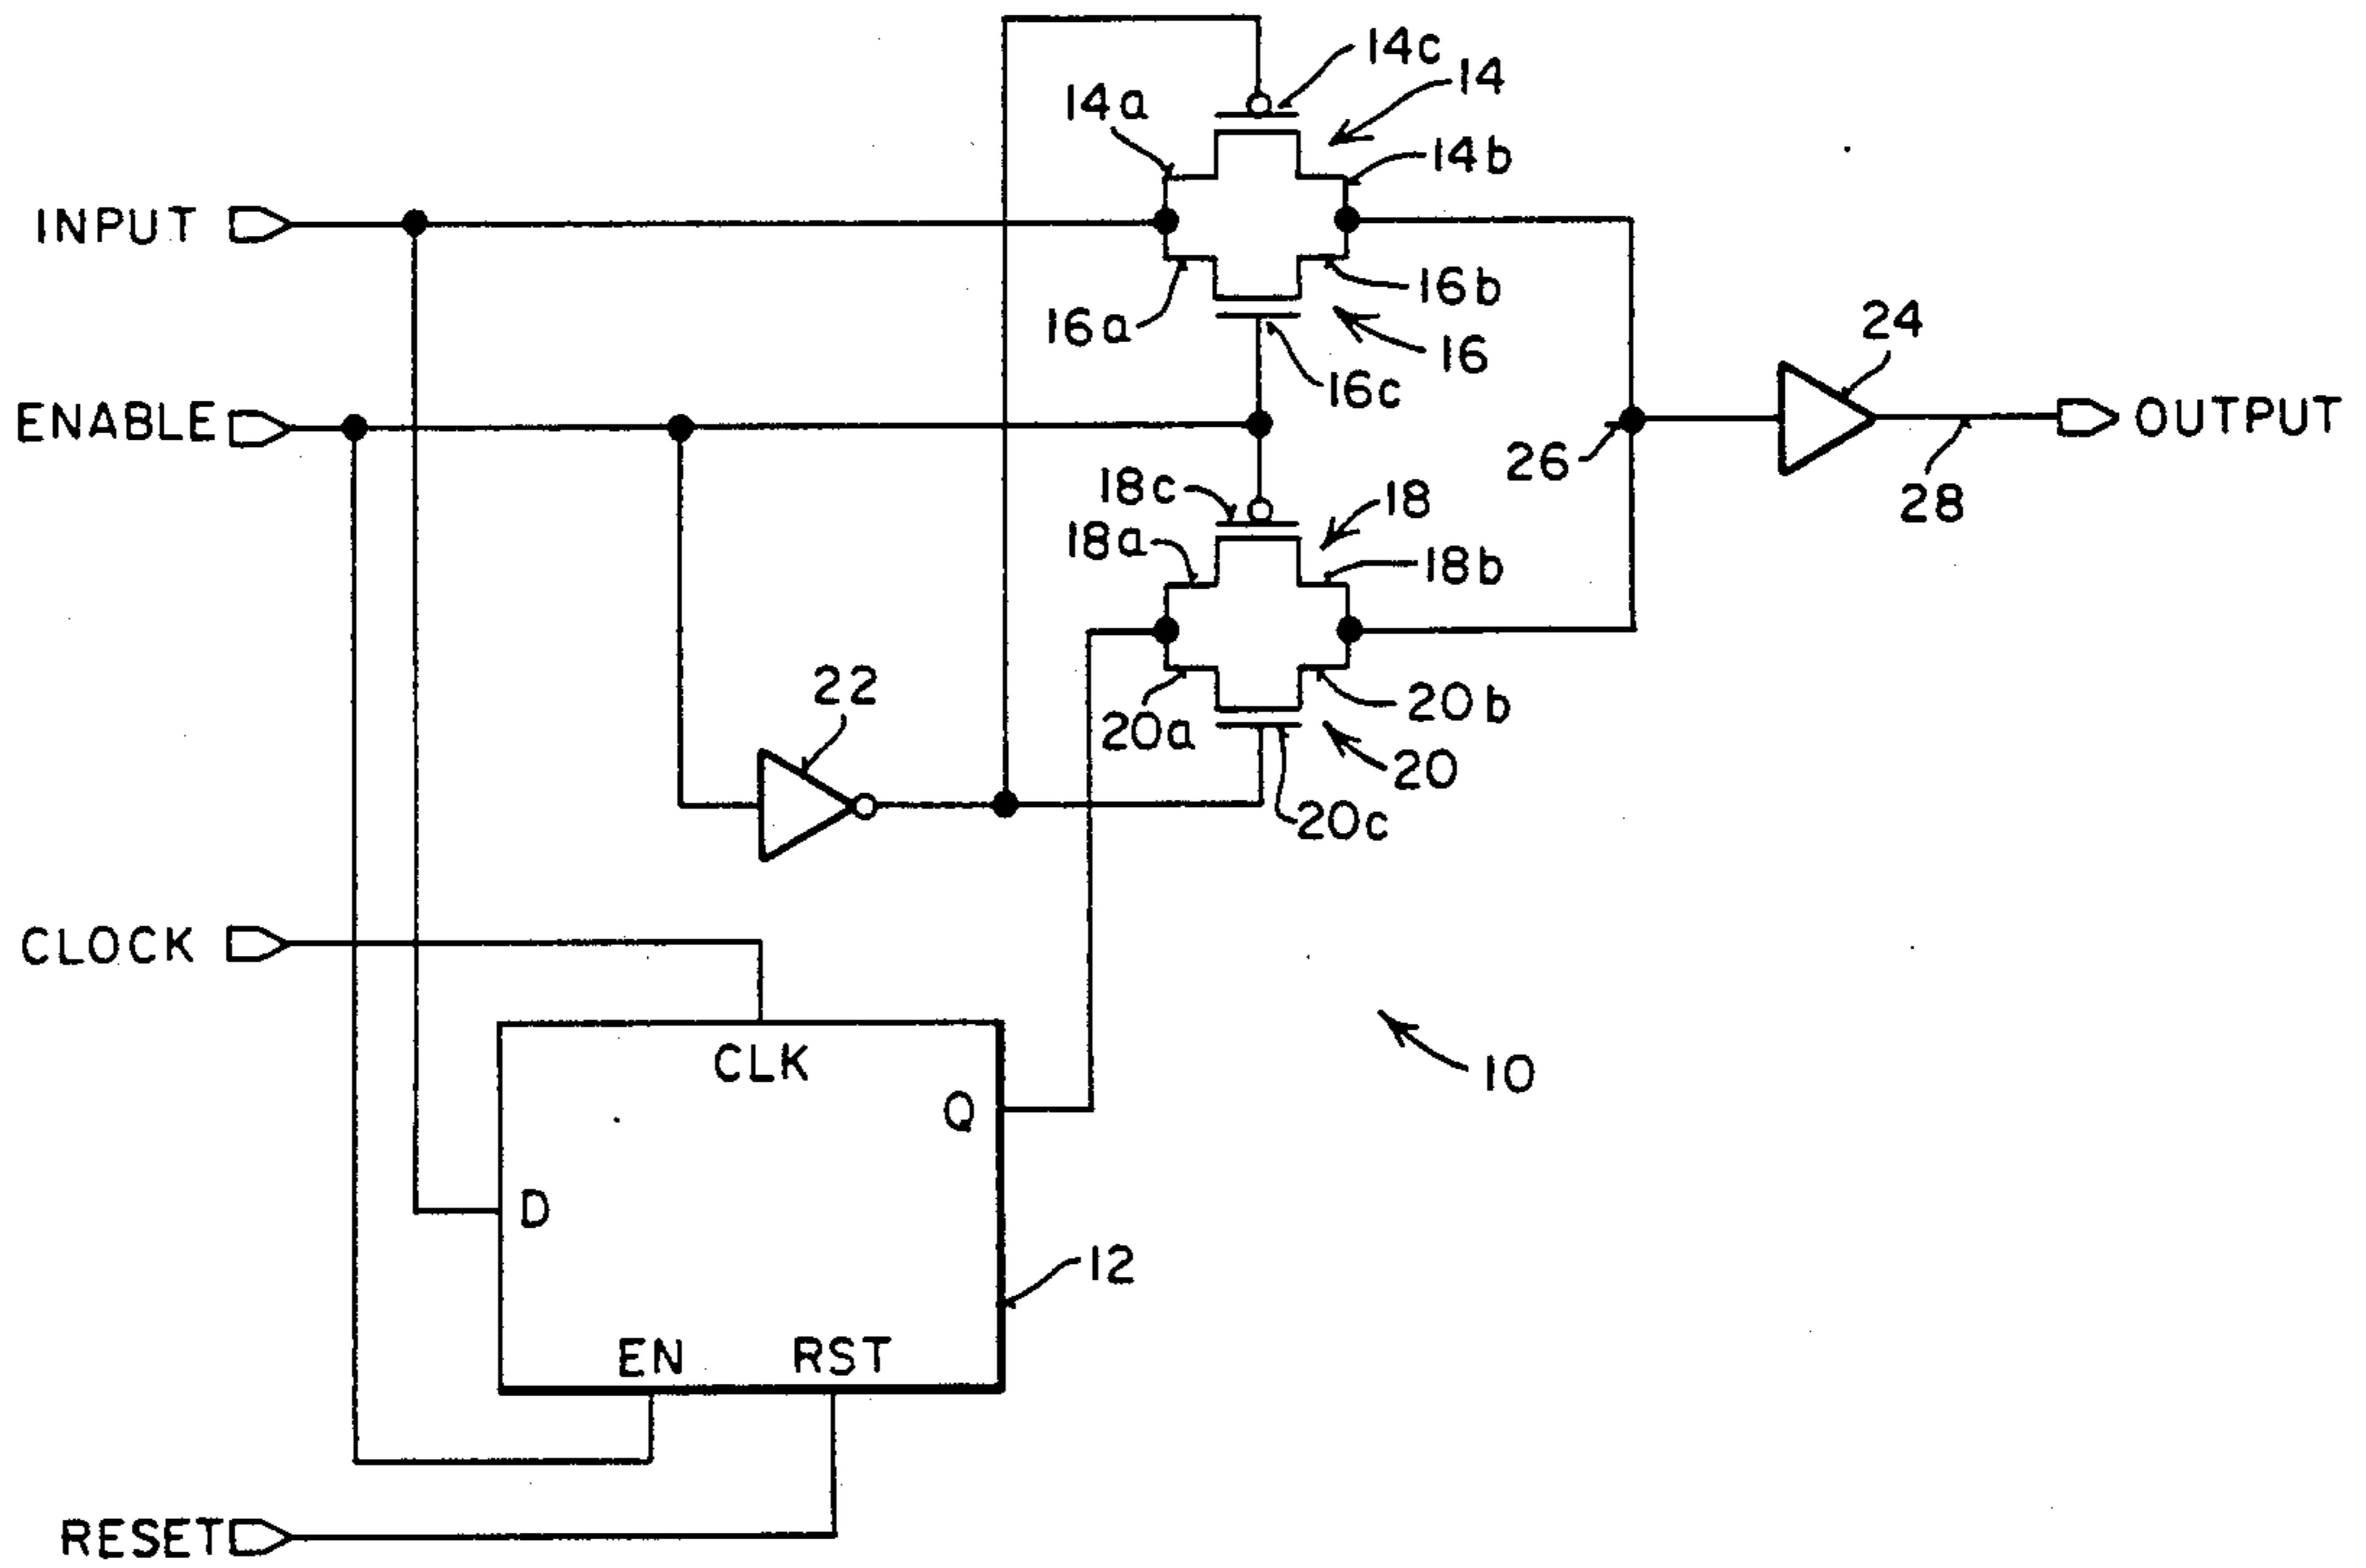 14c
14
14a
14b
INPUT
16b
16a
16
16c
24
ENABLE
OUTPUT
26
28
18c
18
18a
18b
22
20b
20a
20
20c
CLOCK
CLK
Q
10
D
12
EN
RST
RESET